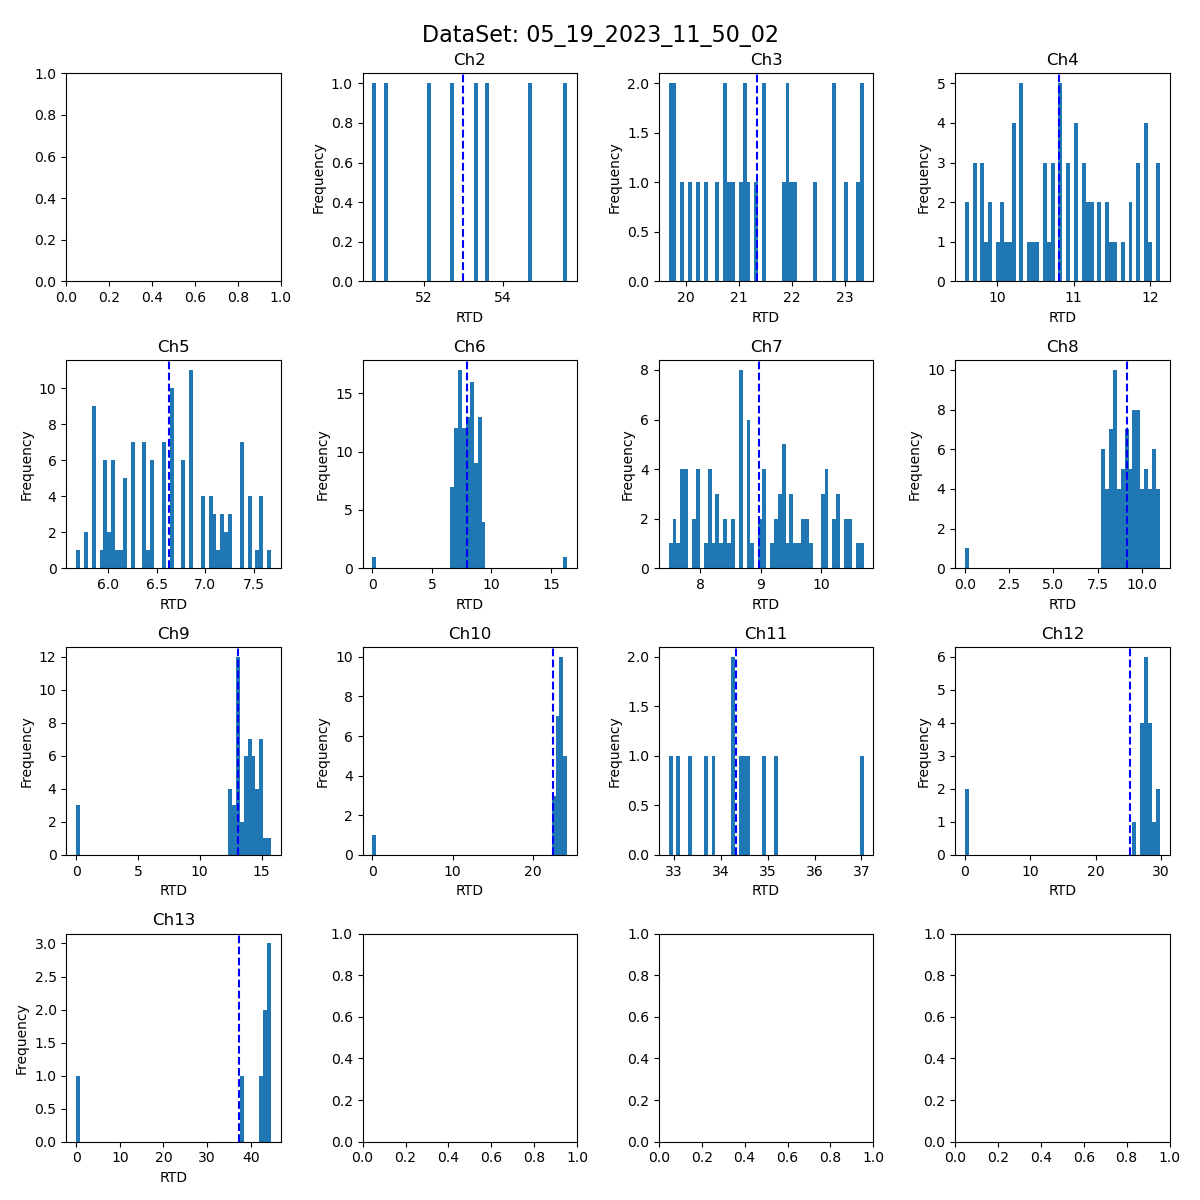 DataSet: 05_19_2023_11_50_02
Ch2 Ch3 Ch4
1.0 1.0 2.0 5
0.8 0.8 4
0.6 0.6 1.5 3
0.4 0.4 1.0 2
0.2 0.2 0.5 1
0.0 0.0 0.0 0
Frequency Frequency Frequency
0.0 0.2 0.4 0.6 0.8 1.0 52 54 20 21 22 23 10 11 12
RTD RTD RTD
Ch5 Ch6 Ch7 Ch8
10 15 8 10
8 10 6 8
6 5 4 6
4 0 2 4
2 0 2
0 0
Frequency Frequency Frequency Frequency
6.0 6.5 7.0 7.5 0 5 10 15 8 9 10 0.0 2.5 5.0 7.5 10.0
RTD RTD RTD RTD
Ch9 Ch10 Ch11 Ch12
12 10 2.0 6
10 8 1.5 5
8 6 1.0 4
6 4 0.5 3
4 2 0.0 2
2 0 1
0 0
Frequency Frequency Frequency Frequency
0 5 10 15 0 10 20 33 34 35 36 37 0 10 20 30
RTD RTD RTD RTD
Ch13
3.0 1.0 1.0 1.0
2.5 0.8 0.8 0.8
2.0 0.6 0.6 0.6
1.5 0.4 0.4 0.4
1.0 0.2 0.2 0.2
0.5 0.0 0.0 0.0
0.0
Frequency
0 10 20 30 40 0.0 0.2 0.4 0.6 0.8 1.0 0.0 0.2 0.4 0.6 0.8 1.0 0.0 0.2 0.4 0.6 0.8 1.0
RTD